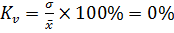 K_v = σ/x̄ × 100% = 0%